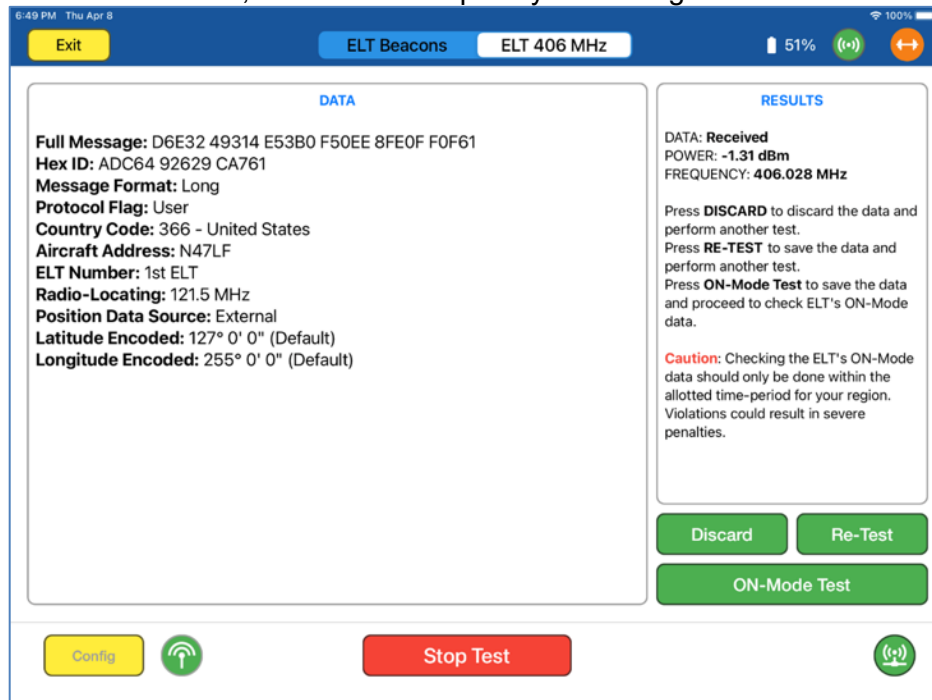 6:49 PM Thu Apr 8
100%
Exit
ELT Beacons
ELT 406 MHz
51%
DATA
Full Message: D6E32 49314 E53B0 F50EE 8FE0F F0F61
Hex ID: ADC64 92629 CA761
Message Format: Long
Protocol Flag: User
Country Code: 366 - United States
Aircraft Address: N47LF
ELT Number: 1st ELT
Radio-Locating: 121.5 MHz
Position Data Source: External
Latitude Encoded: 127° 0' 0" (Default)
Longitude Encoded: 255° 0' 0" (Default)
RESULTS
DATA: Received
POWER: -1.31 dBm
FREQUENCY: 406.028 MHz
Press DISCARD to discard the data and
perform another test.
Press RE-TEST to save the data and
perform another test.
Press ON-Mode Test to save the data
and proceed to check ELT's ON-Mode
data.
Caution: Checking the ELT's ON-Mode
data should only be done within the
allotted time-period for your region.
Violations could result in severe
penalties.
Discard
Re-Test
ON-Mode Test
Config
Stop Test